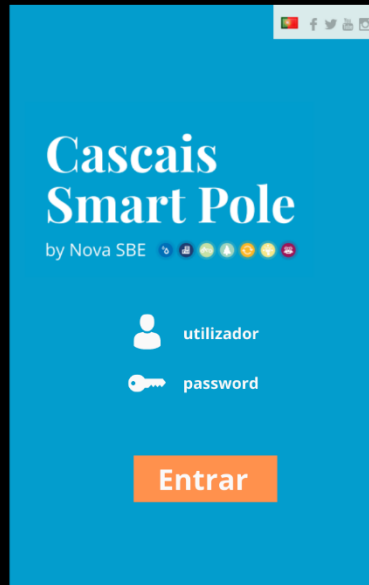 Cascais
Smart Pole
by Nova SBE
utilizador
password
Entrar